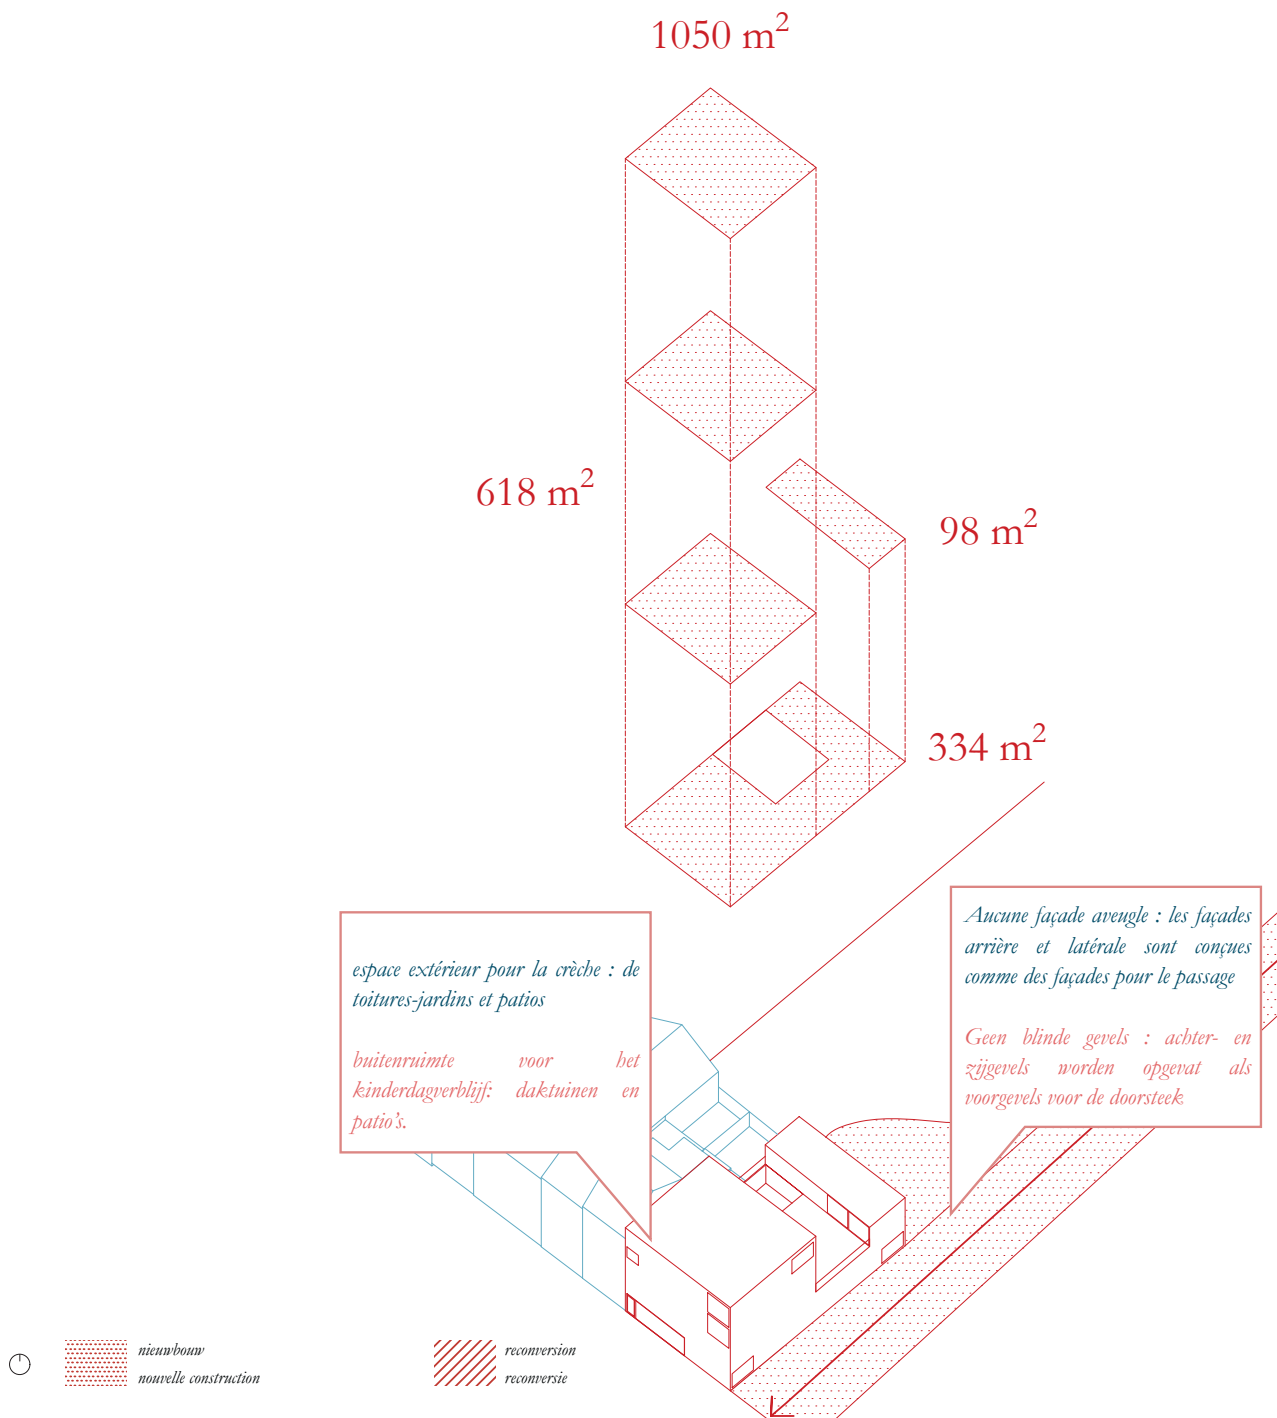 1050 m²
618 m²
98 m²
334 m²
espace extérieur pour la crèche : de
toitures-jardins et patios
buitenruimte voor het
kinderdagverblijf: daktuinen en
patio's.
Aucune façade aveugle : les façades
arrière et latérale sont conçues
comme des façades pour le passage
Geen blinde gevels : achter- en
zijgevels worden opgevat als
voorgevels voor de doorsteek
nieuwbouw
nouvelle construction
reconversion
reconversie